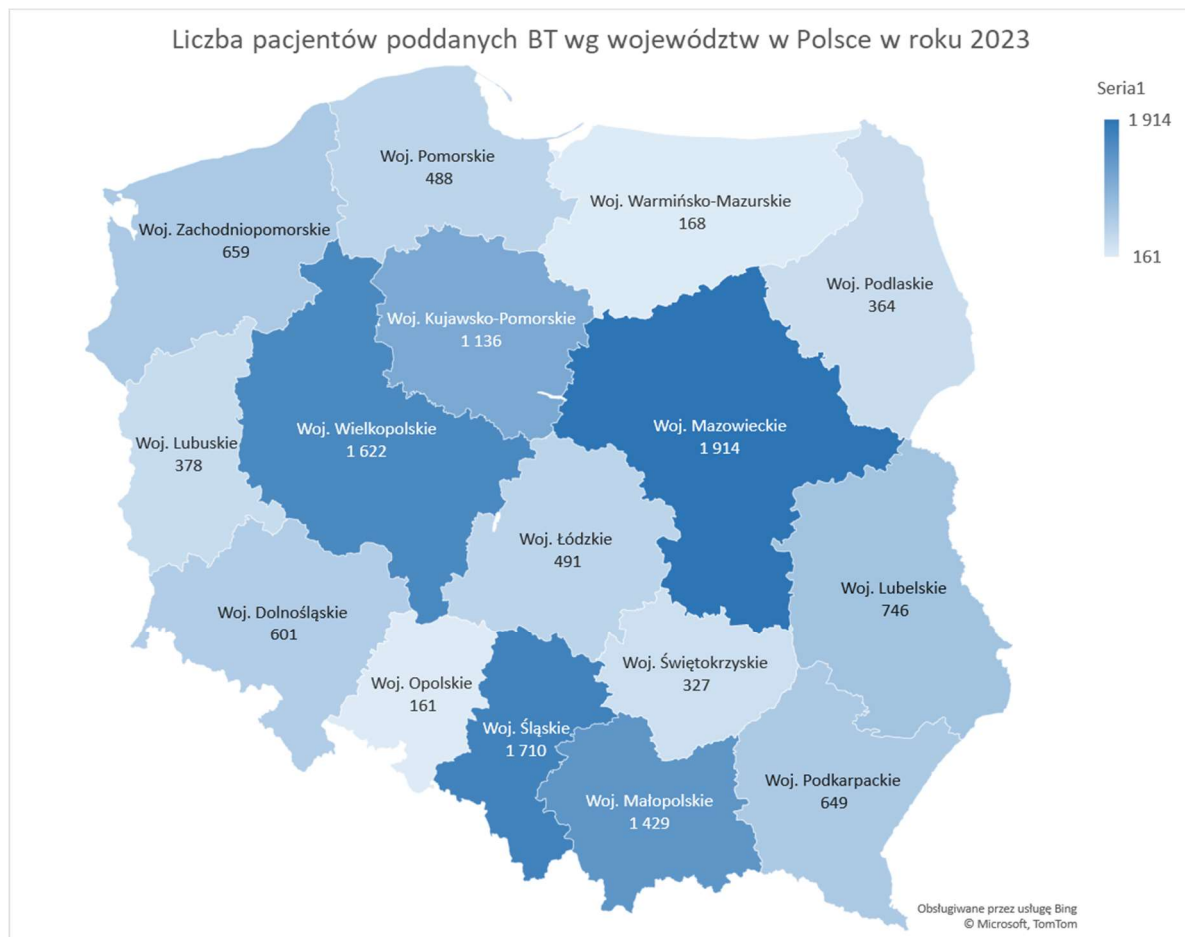 Liczba pacjentów poddanych BT wg województw w Polsce w roku 2023
Seria1
1 914
161
Woj. Pomorskie
488
Woj. Warmińsko-Mazurskie
168
Woj. Zachodniopomorskie
659
Woj. Podlaskie
364
Woj. Kujawsko-Pomorskie
1 136
Woj. Wielkopolskie
1 622
Woj. Mazowieckie
1 914
Woj. Lubuskie
378
Woj. Łódzkie
491
Woj. Lubelskie
746
Woj. Dolnośląskie
601
Woj. Świętokrzyskie
327
Woj. Opolskie
161
Woj. Śląskie
1 710
Woj. Podkarpackie
649
Woj. Małopolskie
1 429
Obsługiwane przez usługę Bing
© Microsoft, TomTom